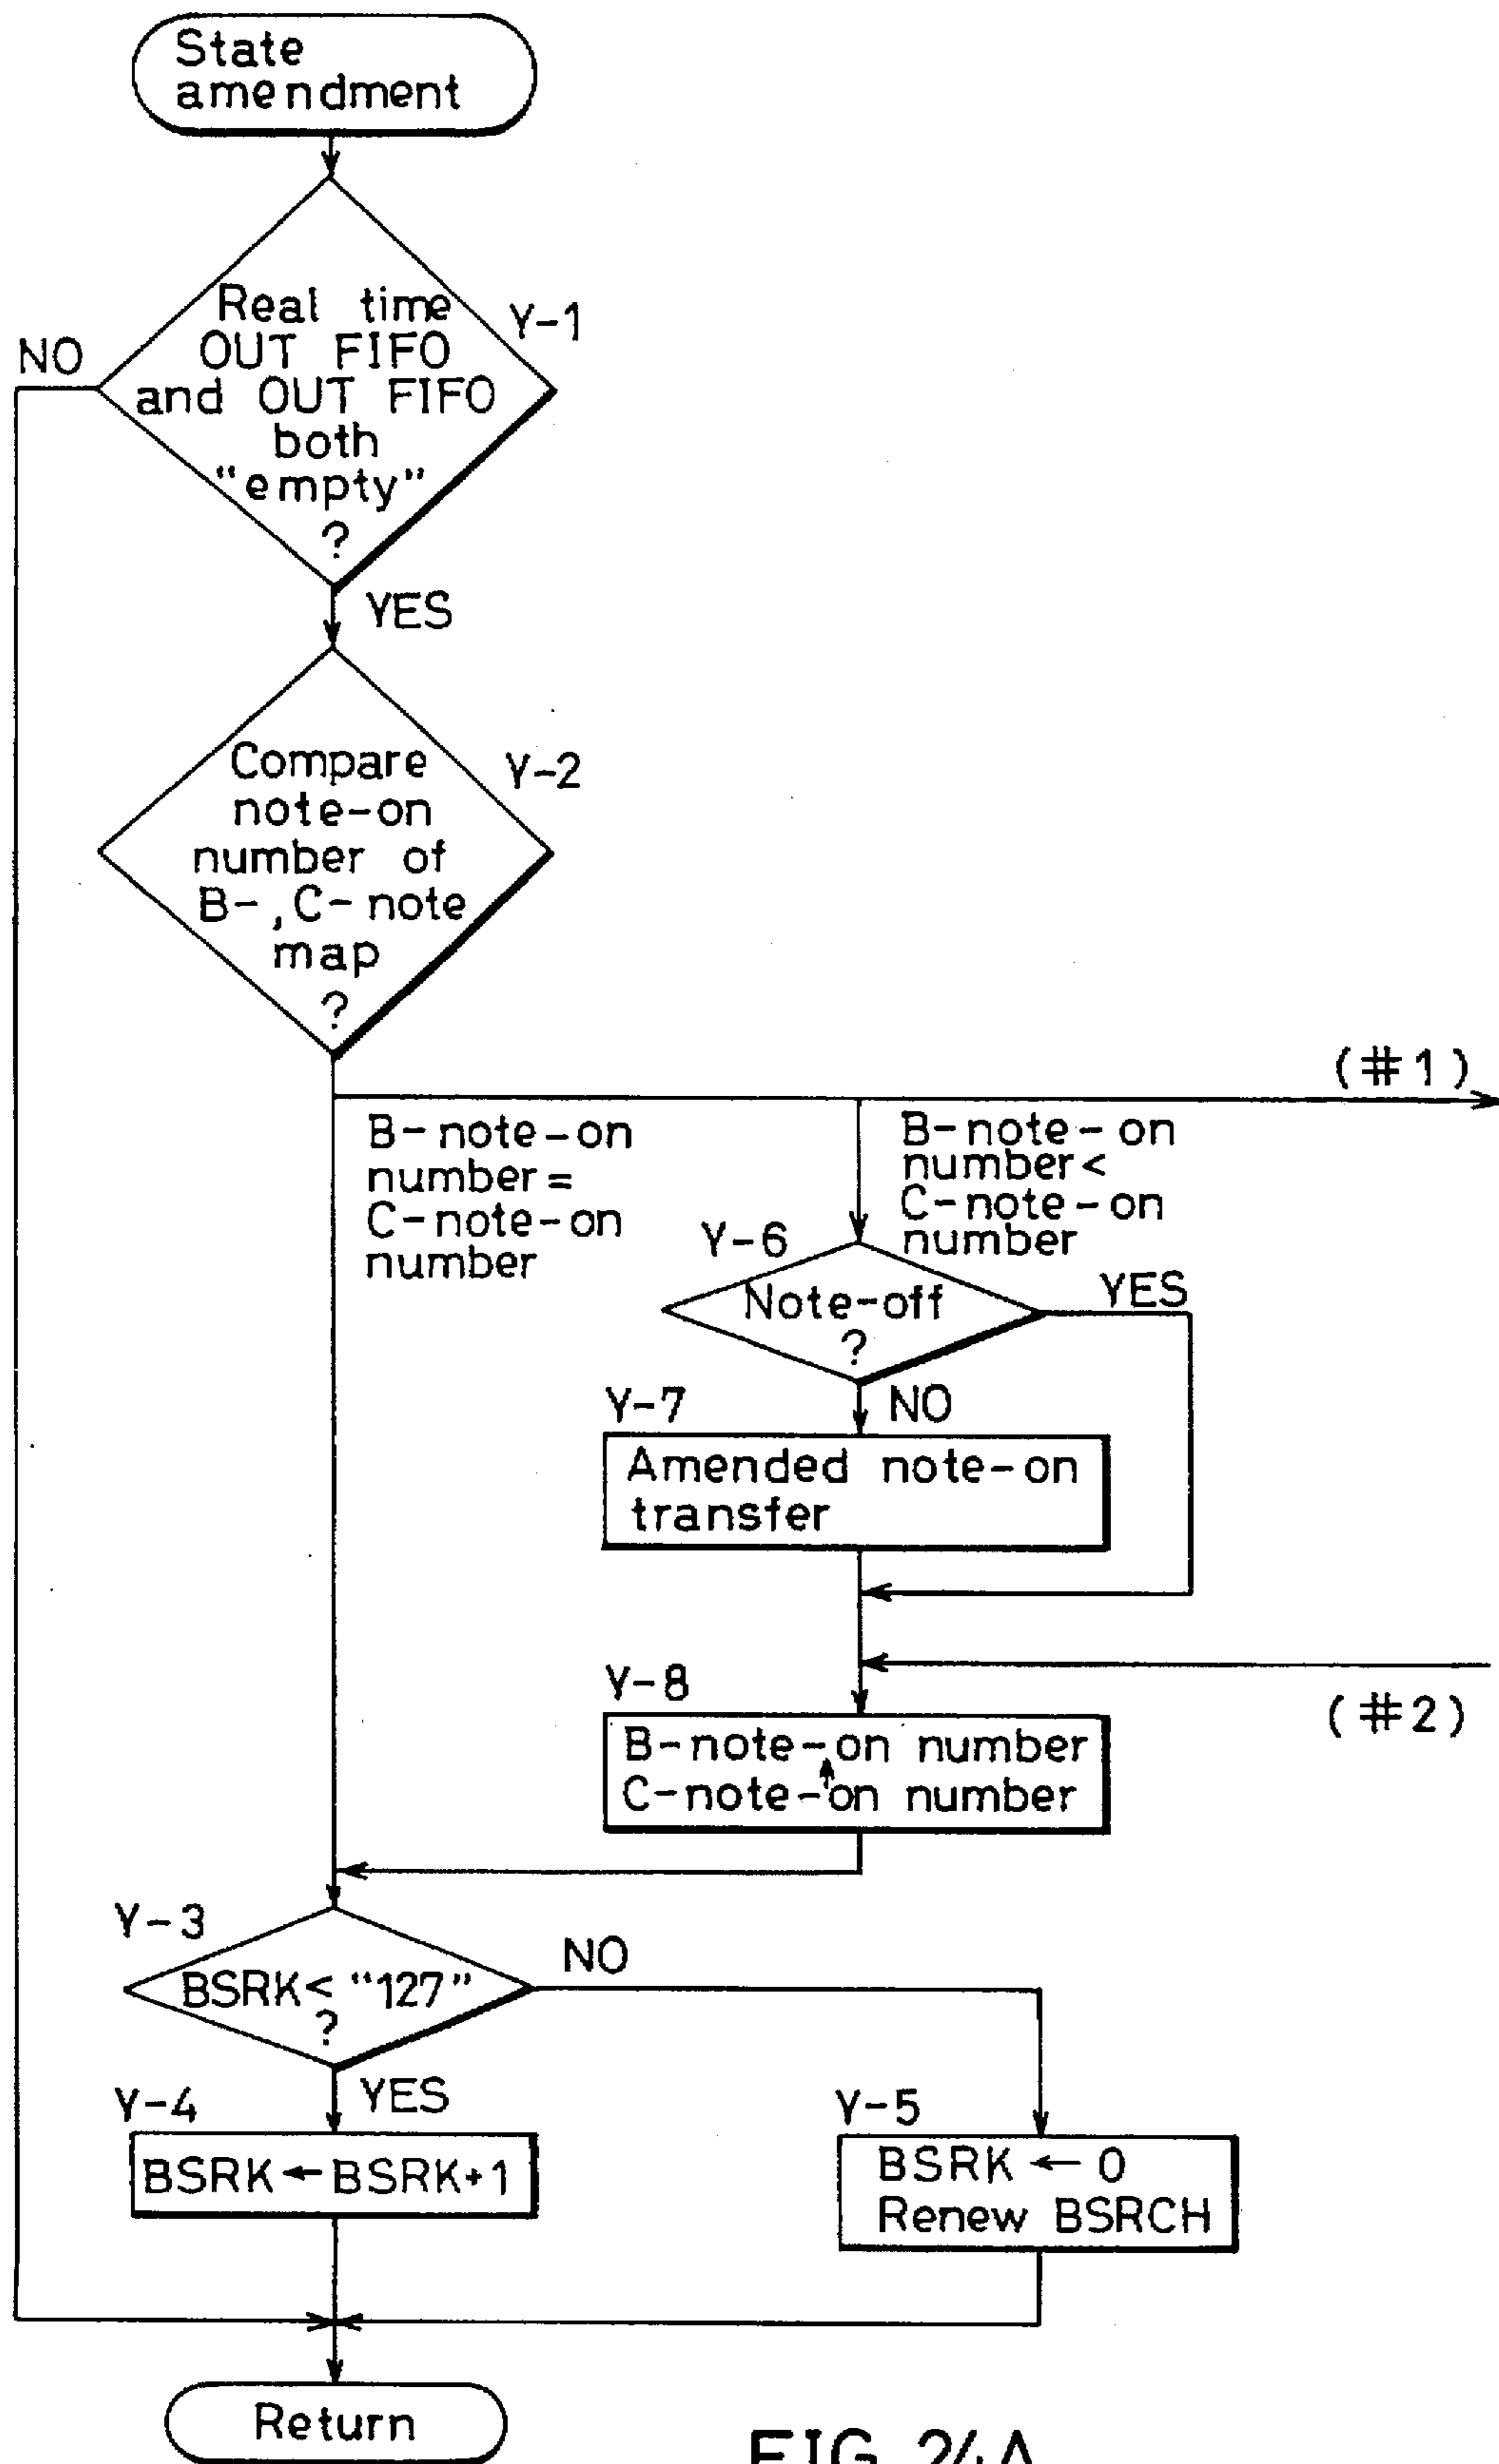 State
amendment
Real time
OUT FIFO
and OUT FIFO
both
"empty"
?
Y-1
NO
YES
Compare
note-on
number of
B-,C-note
map
?
Y-2
(#1)
B-note-on
number=
C-note-on
number
B-note-on
number<
C-note-on
number
Y-6
Note-off
?
YES
NO
Y-7
Amended note-on
transfer
(#2)
Y-8
B-note-on number
↑
C-note-on number
Y-3
BSRK< "127"
?
NO
YES
Y-4
BSRK←BSRK+1
Y-5
BSRK ← 0
Renew BSRCH
Return
FIG. 24A